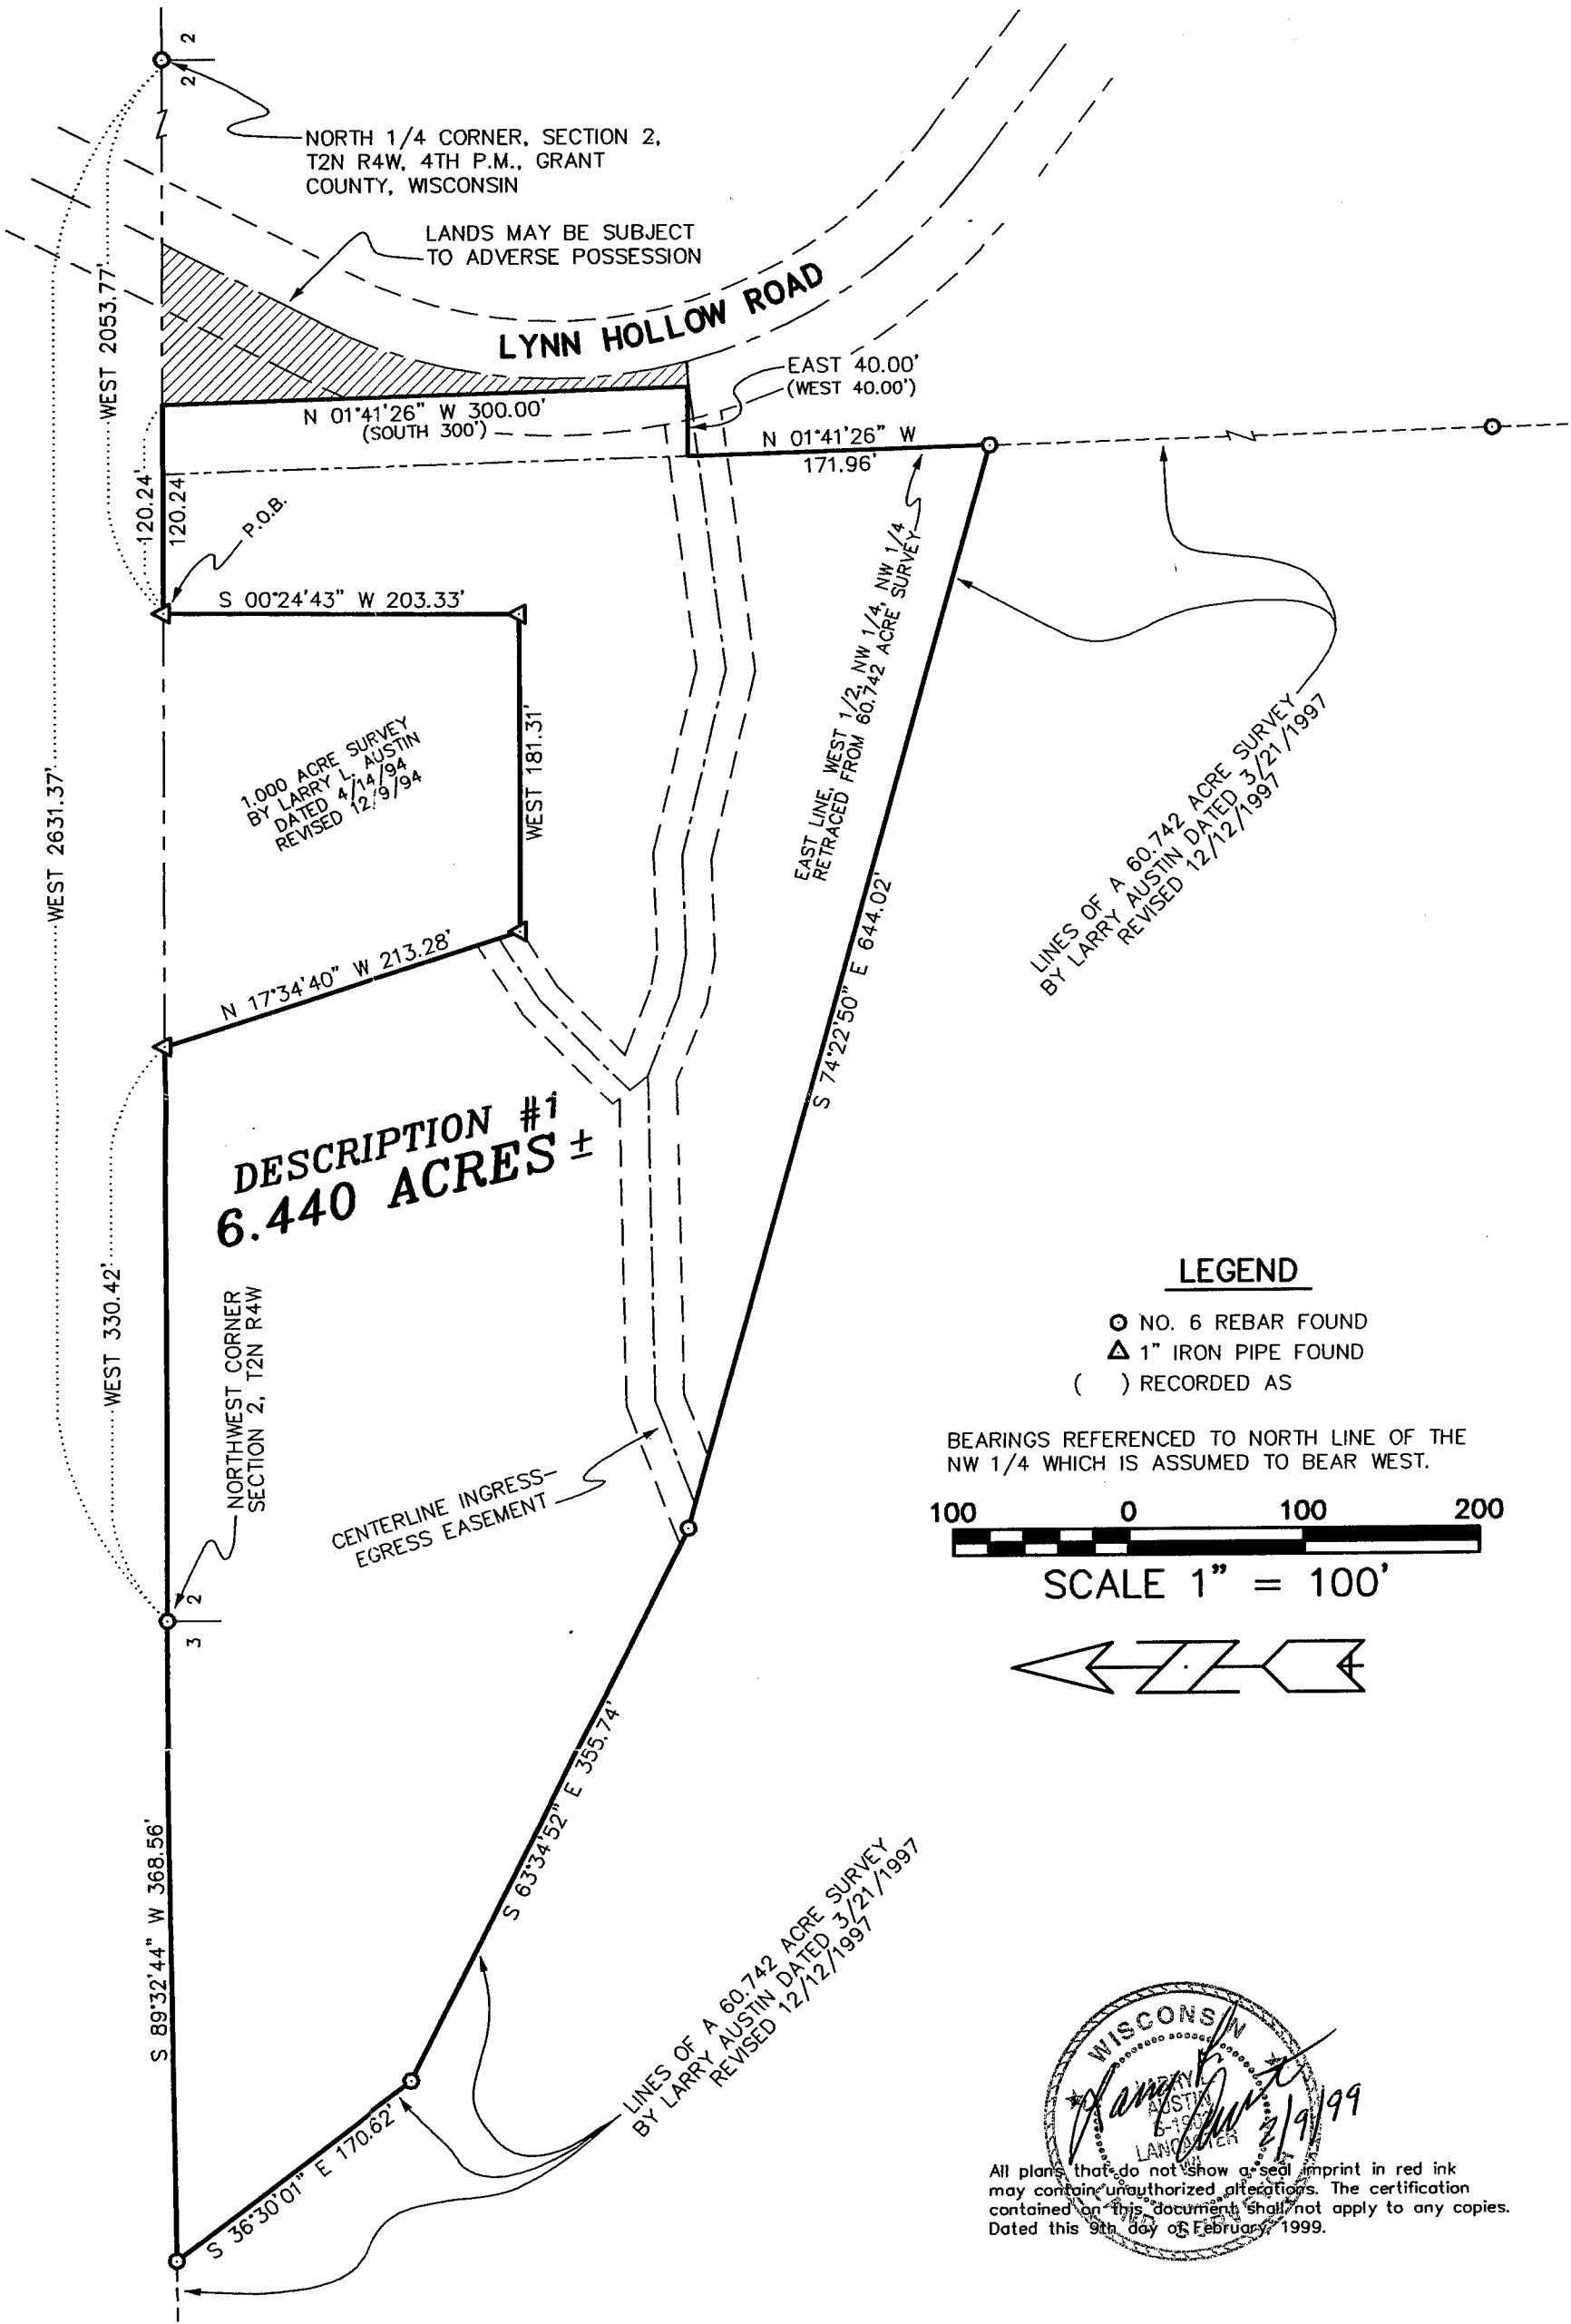 2
2
NORTH 1/4 CORNER, SECTION 2,
T2N R4W, 4TH P.M., GRANT
COUNTY, WISCONSIN
LANDS MAY BE SUBJECT
TO ADVERSE POSSESSION
LYNN HOLLOW ROAD
WEST 2053.77'
EAST 40.00'
(WEST 40.00')
N 01°41'26" W 300.00'
(SOUTH 300')
N 01°41'26" W
171.96'
120.24'
120.24'
P.O.B.
S 00°24'43" W 203.33'
EAST LINE, WEST 1/2, NW 1/4, NW 1/4
RETRACED FROM 60.742 ACRE SURVEY
1.000 ACRE SURVEY
BY LARRY L. AUSTIN
DATED 4/14/94
REVISED 12/9/94
WEST 181.31'
WEST 2631.37'
LINES OF A 60.742 ACRE SURVEY
BY LARRY AUSTIN DATED 3/21/1997
REVISED 12/12/1997
N 17°34'40" W 213.28'
S 74°22'50" E 644.02'
DESCRIPTION #1
6.440 ACRES ±
WEST 330.42'
NORTHWEST CORNER
SECTION 2, T2N R4W
LEGEND
NO. 6 REBAR FOUND
1" IRON PIPE FOUND
( ) RECORDED AS
BEARINGS REFERENCED TO NORTH LINE OF THE
NW 1/4 WHICH IS ASSUMED TO BEAR WEST.
CENTERLINE INGRESS-
EGRESS EASEMENT
100 0 100 200
SCALE 1" = 100'
2
3
N
S 63°34'52" E 355.74'
S 89°32'44" W 368.56'
LINES OF A 60.742 ACRE SURVEY
BY LARRY AUSTIN DATED 3/21/1997
REVISED 12/12/1997
S 36°30'01" E 170.62'
WISCONSIN
LARRY L.
AUSTIN
LANCASTER
WI
LAND SURVEYOR
Larry L Austin 2/9/99
All plans that do not show a seal imprint in red ink
may contain unauthorized alterations. The certification
contained on this document shall not apply to any copies.
Dated this 9th day of February, 1999.